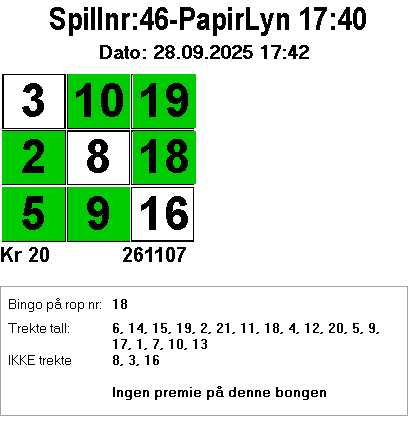 Spillnr:46-PapirLyn 17:40
Dato: 28.09.2025 17:42
3 10 19
2 8 18
5 9 16
Kr 20 261107
Bingo på rop nr: 18
Trekte tall: 6, 14, 15, 19, 2, 21, 11, 18, 4, 12, 20, 5, 9,
17, 1, 7, 10, 13
IKKE trekte 8, 3, 16
Ingen premie på denne bongen